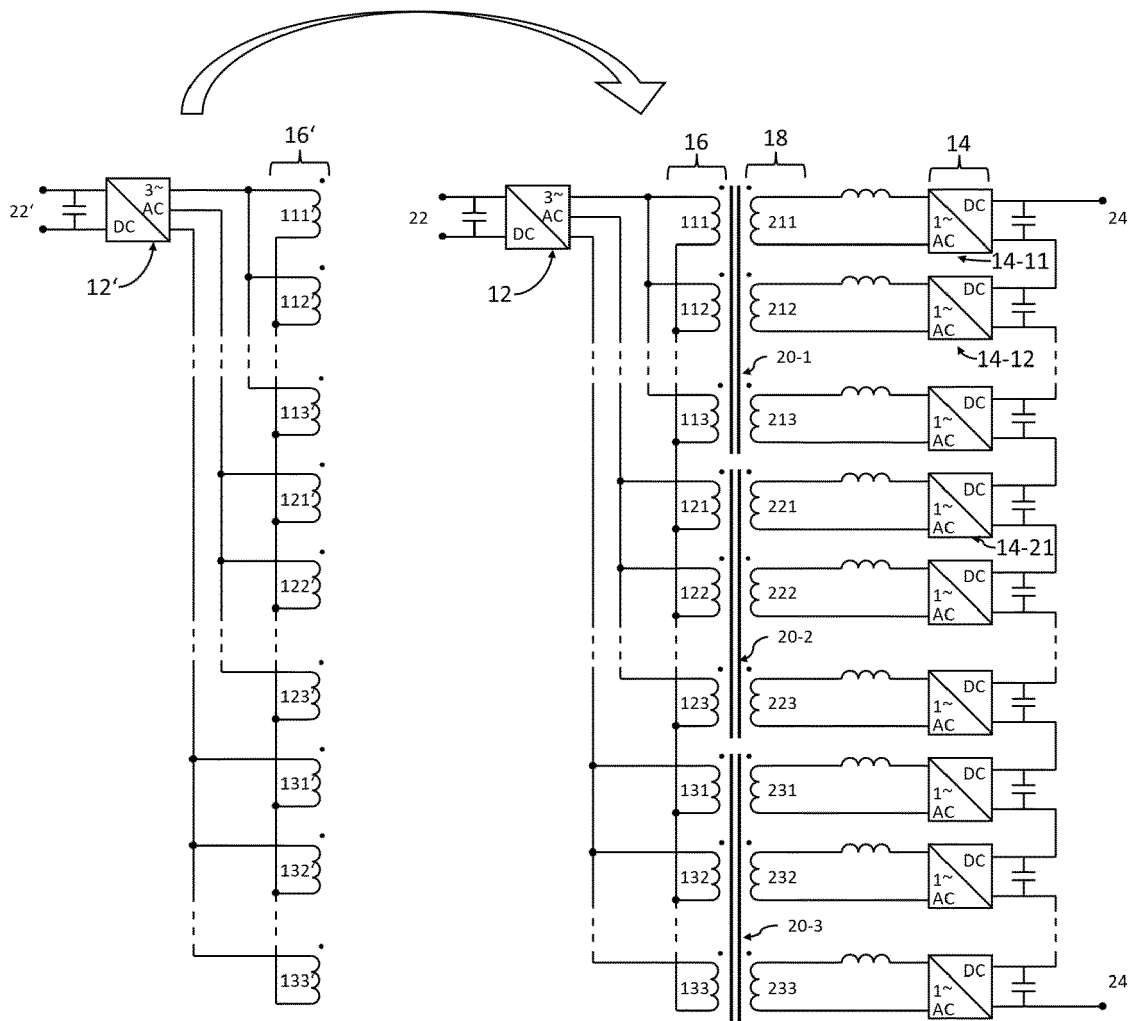 16‘
16
18
14
22‘
3~
AC
DC
111‘
12‘
112‘
113‘
121‘
122‘
123‘
131‘
132‘
133‘
22
3~
AC
DC
12
111
211
DC
1~
AC
24
14-11
112
212
DC
1~
AC
14-12
20-1
113
213
DC
1~
AC
121
221
DC
1~
AC
14-21
122
222
DC
1~
AC
20-2
123
223
DC
1~
AC
131
231
DC
1~
AC
132
232
DC
1~
AC
20-3
133
233
DC
1~
AC
24